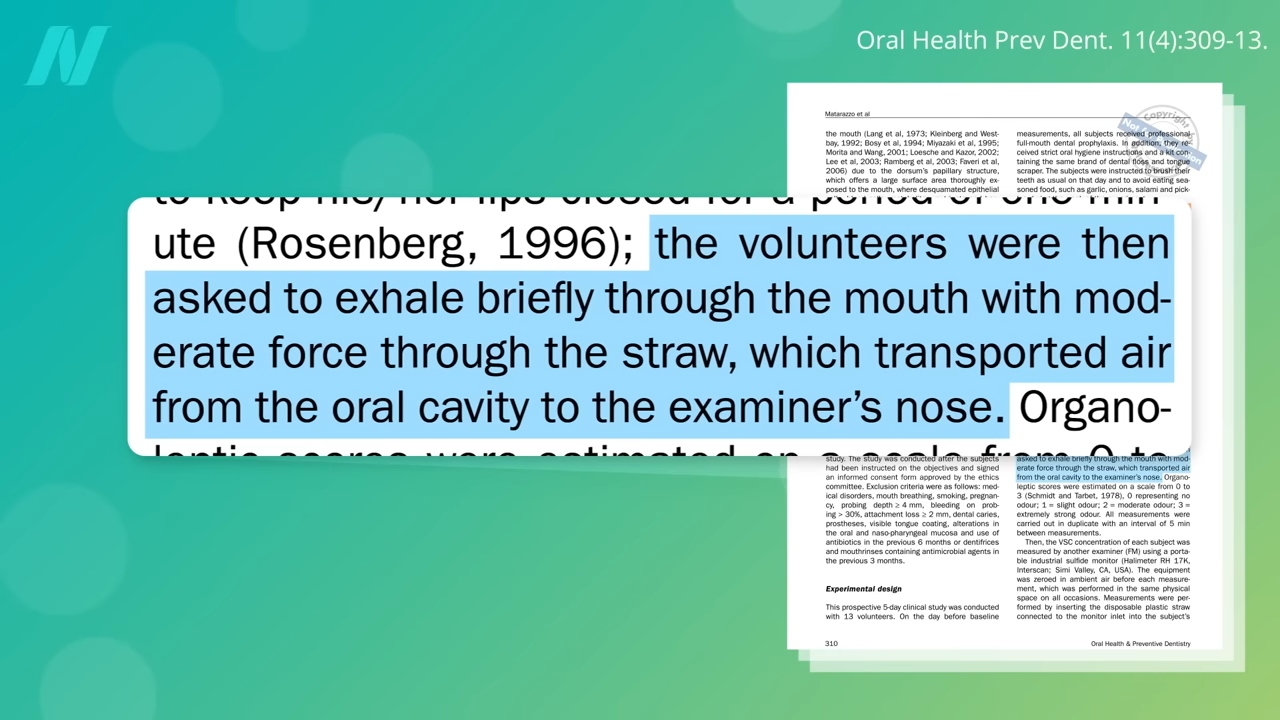 Oral Health Prev Dent. 11(4):309-13.
Matarazzo et al
the mouth (Lang et al, 1973; Kleinberg and West-
bay, 1992; Bosy et al, 1994; Miyazaki et al, 1995;
Morita and Wang, 2001; Loesche and Kazor, 2002;
Lee et al, 2003; Ramberg et al, 2003; Faveri et al,
2006) due to the dorsum's papillary structure,
which offers a large surface area thoroughly ex-
posed to the mouth, where desquamated epithelial
measurements, all subjects received professional
full-mouth dental prophylaxis. In addition, they re-
ceived strict oral hygiene instructions and a kit con-
taining the same brand of dental floss and tongue
scraper. The subjects were instructed to brush their
teeth as usual on that day and to avoid eating sea-
soned food, such as garlic, onions, salami and pick-
Copyright
to keep his/her lips closed for a period of one min-
ute (Rosenberg, 1996); the volunteers were then
asked to exhale briefly through the mouth with mod-
erate force through the straw, which transported air
from the oral cavity to the examiner's nose. Organo-
leptic scores were estimated on a scale from 0 to
study. The study was conducted after the subjects
had been instructed on the objectives and signed
an informed consent form approved by the ethics
committee. Exclusion criteria were as follows: med-
ical disorders, mouth breathing, smoking, pregnan-
cy, probing depth ≥ 4 mm, bleeding on prob-
ing > 30%, attachment loss ≥ 2 mm, dental caries,
prostheses, visible tongue coating, alterations in
the oral and naso-pharyngeal mucosa and use of
antibiotics in the previous 6 months or dentifrices
and mouthrinses containing antimicrobial agents in
the previous 3 months.
Experimental design
This prospective 5-day clinical study was conducted
with 13 volunteers. On the day before baseline
asked to exhale briefly through the mouth with mod-
erate force through the straw, which transported air
from the oral cavity to the examiner's nose. Organo-
leptic scores were estimated on a scale from 0 to
3 (Schmidt and Tarbet, 1978), 0 representing no
odour; 1 = slight odour; 2 = moderate odour; 3 =
extremely strong odour. All measurements were
carried out in duplicate with an interval of 5 min
between measurements.
Then, the VSC concentration of each subject was
measured by another examiner (FM) using a porta-
ble industrial sulfide monitor (Halimeter RH 17K,
Interscan; Simi Valley, CA, USA). The equipment
was zeroed in ambient air before each measure-
ment, which was performed in the same physical
space on all occasions. Measurements were per-
formed by inserting the disposable plastic straw
connected to the monitor inlet into the subject's
310
Oral Health & Preventive Dentistry